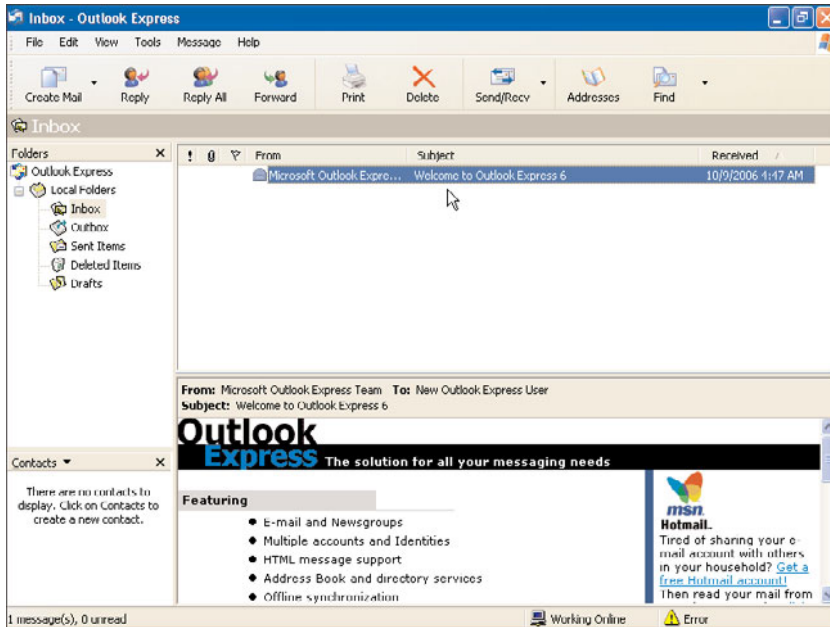 Inbox - Outlook Express
File Edit View Tools Message Help
Create Mail Reply Reply All Forward Print Delete Send/Recv Addresses Find
Inbox
Folders
! From Subject Received
Outlook Express
Microsoft Outlook Expre... Welcome to Outlook Express 6 10/9/2006 4:47 AM
Local Folders
Inbox
Outbox
Sent Items
Deleted Items
Drafts
From: Microsoft Outlook Express Team To: New Outlook Express User
Subject: Welcome to Outlook Express 6
Outlook
Express The solution for all your messaging needs
Contacts
There are no contacts to
display. Click on Contacts to
create a new contact.
Featuring
E-mail and Newsgroups
Multiple accounts and Identities
HTML message support
Address Book and directory services
Offline synchronization
msn
Hotmail.
Tired of sharing your e-
mail account with others
in your household? Get a
free Hotmail account!
Then read your mail from
1 message(s), 0 unread Working Online Error